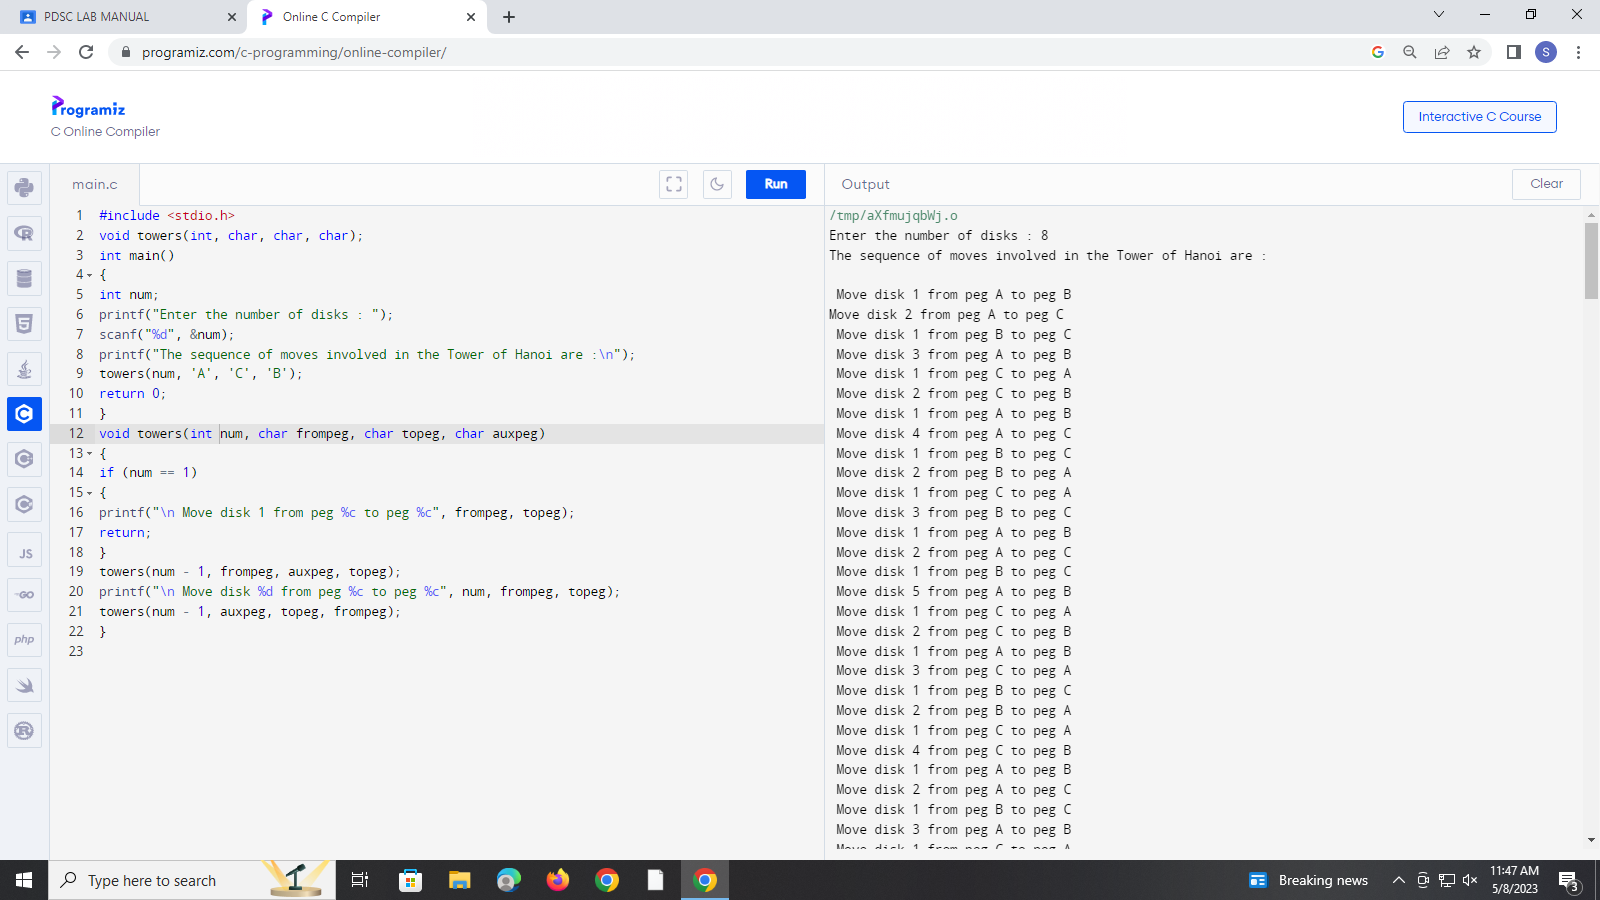 PDSC LAB MANUAL
Online C Compiler
programiz.com/c-programming/online-compiler/
S
Programiz
C Online Compiler
Interactive C Course
main.c
Run
Output
Clear
1 #include <stdio.h>
2 void towers(int, char, char, char);
3 int main()
4 {
5 int num;
6 printf("Enter the number of disks : ");
7 scanf("%d", &num);
8 printf("The sequence of moves involved in the Tower of Hanoi are :\n");
9 towers(num, 'A', 'C', 'B');
10 return 0;
11 }
12 void towers(int num, char frompeg, char topeg, char auxpeg)
13 {
14 if (num == 1)
15 {
16 printf("\n Move disk 1 from peg %c to peg %c", frompeg, topeg);
17 return;
18 }
19 towers(num - 1, frompeg, auxpeg, topeg);
20 printf("\n Move disk %d from peg %c to peg %c", num, frompeg, topeg);
21 towers(num - 1, auxpeg, topeg, frompeg);
22 }
23
/tmp/aXfmujqbWj.o
Enter the number of disks : 8
The sequence of moves involved in the Tower of Hanoi are :
Move disk 1 from peg A to peg B
Move disk 2 from peg A to peg C
Move disk 1 from peg B to peg C
Move disk 3 from peg A to peg B
Move disk 1 from peg C to peg A
Move disk 2 from peg C to peg B
Move disk 1 from peg A to peg B
Move disk 4 from peg A to peg C
Move disk 1 from peg B to peg C
Move disk 2 from peg B to peg A
Move disk 1 from peg C to peg A
Move disk 3 from peg B to peg C
Move disk 1 from peg A to peg B
Move disk 2 from peg A to peg C
Move disk 1 from peg B to peg C
Move disk 5 from peg A to peg B
Move disk 1 from peg C to peg A
Move disk 2 from peg C to peg B
Move disk 1 from peg A to peg B
Move disk 3 from peg C to peg A
Move disk 1 from peg B to peg C
Move disk 2 from peg B to peg A
Move disk 1 from peg C to peg A
Move disk 4 from peg C to peg B
Move disk 1 from peg A to peg B
Move disk 2 from peg A to peg C
Move disk 1 from peg B to peg C
Move disk 3 from peg A to peg B
Move disk 1 from peg C to peg A
JS
GO
php
Type here to search
Breaking news
11:47 AM
5/8/2023
3